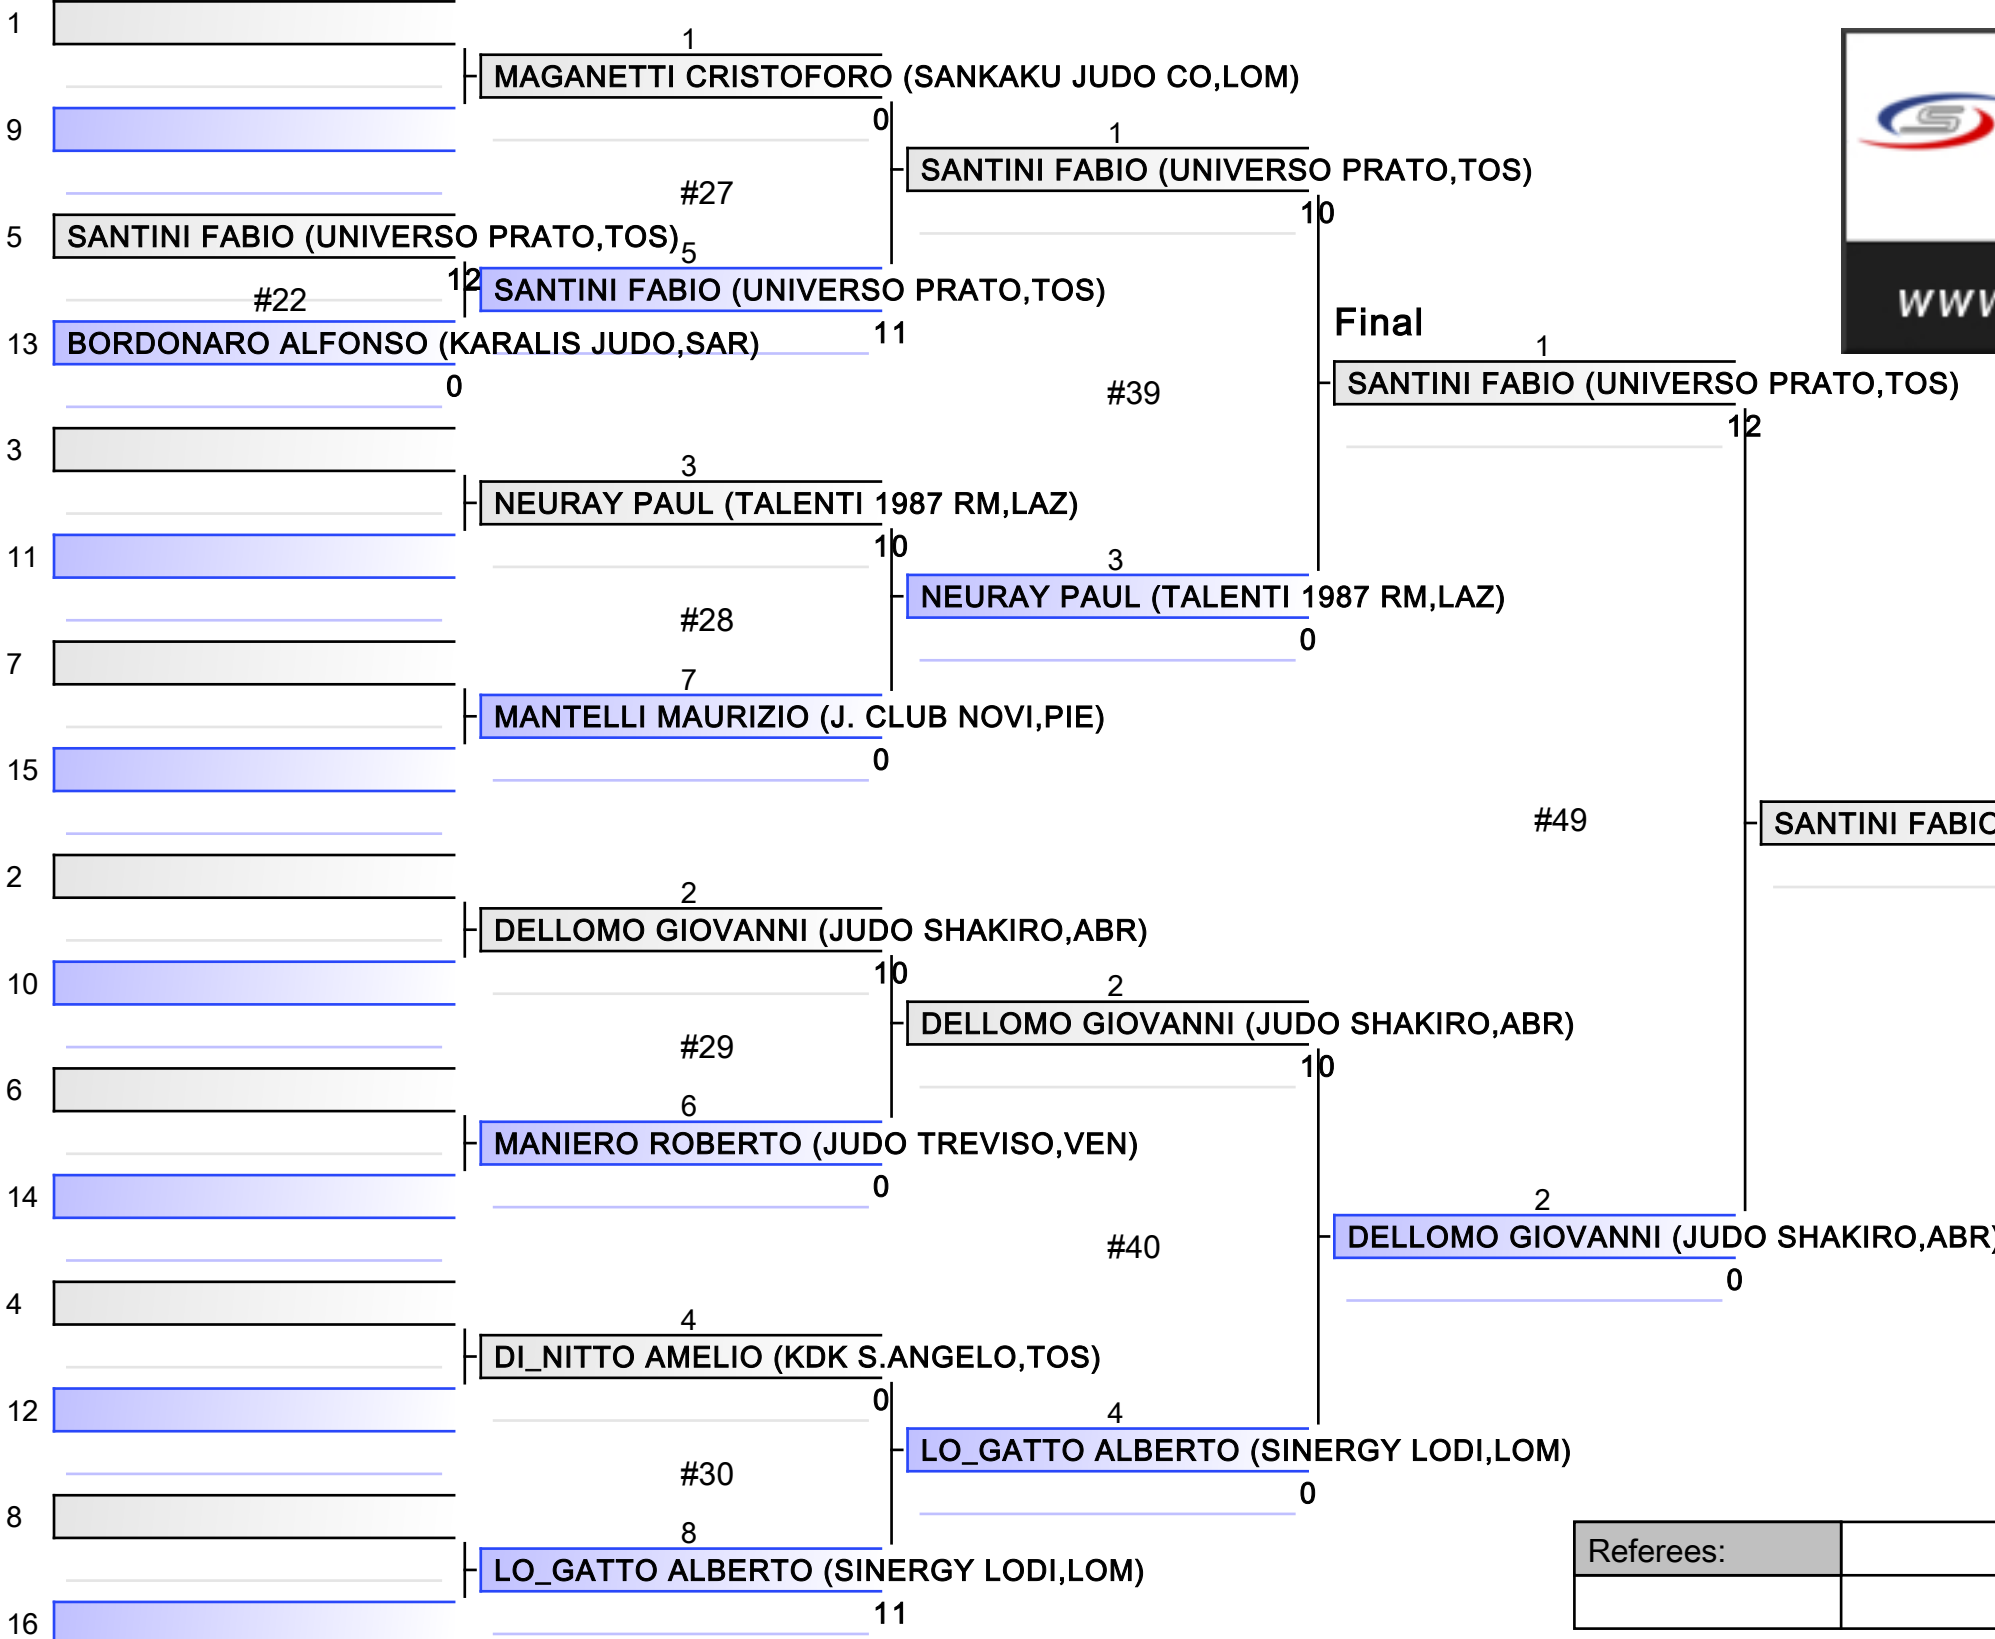 1
1
MAGANETTI CRISTOFORO (SANKAKU JUDO CO,LOM)
0
9
1
SANTINI FABIO (UNIVERSO PRATO,TOS)
10
#27
5 SANTINI FABIO (UNIVERSO PRATO,TOS)
12
5
SANTINI FABIO (UNIVERSO PRATO,TOS)
11
#22
13 BORDONARO ALFONSO (KARALIS JUDO,SAR)
0
www
Final
1
SANTINI FABIO (UNIVERSO PRATO,TOS)
12
#39
3
3
NEURAY PAUL (TALENTI 1987 RM,LAZ)
10
11
3
NEURAY PAUL (TALENTI 1987 RM,LAZ)
0
#28
7
7
MANTELLI MAURIZIO (J. CLUB NOVI,PIE)
0
15
#49
SANTINI FABIO
2
2
DELLOMO GIOVANNI (JUDO SHAKIRO,ABR)
10
10
2
DELLOMO GIOVANNI (JUDO SHAKIRO,ABR)
10
#29
6
6
MANIERO ROBERTO (JUDO TREVISO,VEN)
0
14
2
DELLOMO GIOVANNI (JUDO SHAKIRO,ABR)
0
#40
4
4
DI_NITTO AMELIO (KDK S.ANGELO,TOS)
0
12
4
LO_GATTO ALBERTO (SINERGY LODI,LOM)
0
#30
8
8
LO_GATTO ALBERTO (SINERGY LODI,LOM)
11
16
Referees: